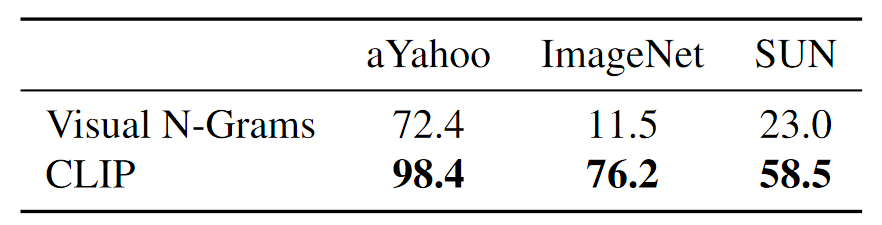 aYahoo ImageNet SUN
Visual N-Grams 72.4 11.5 23.0
CLIP 98.4 76.2 58.5